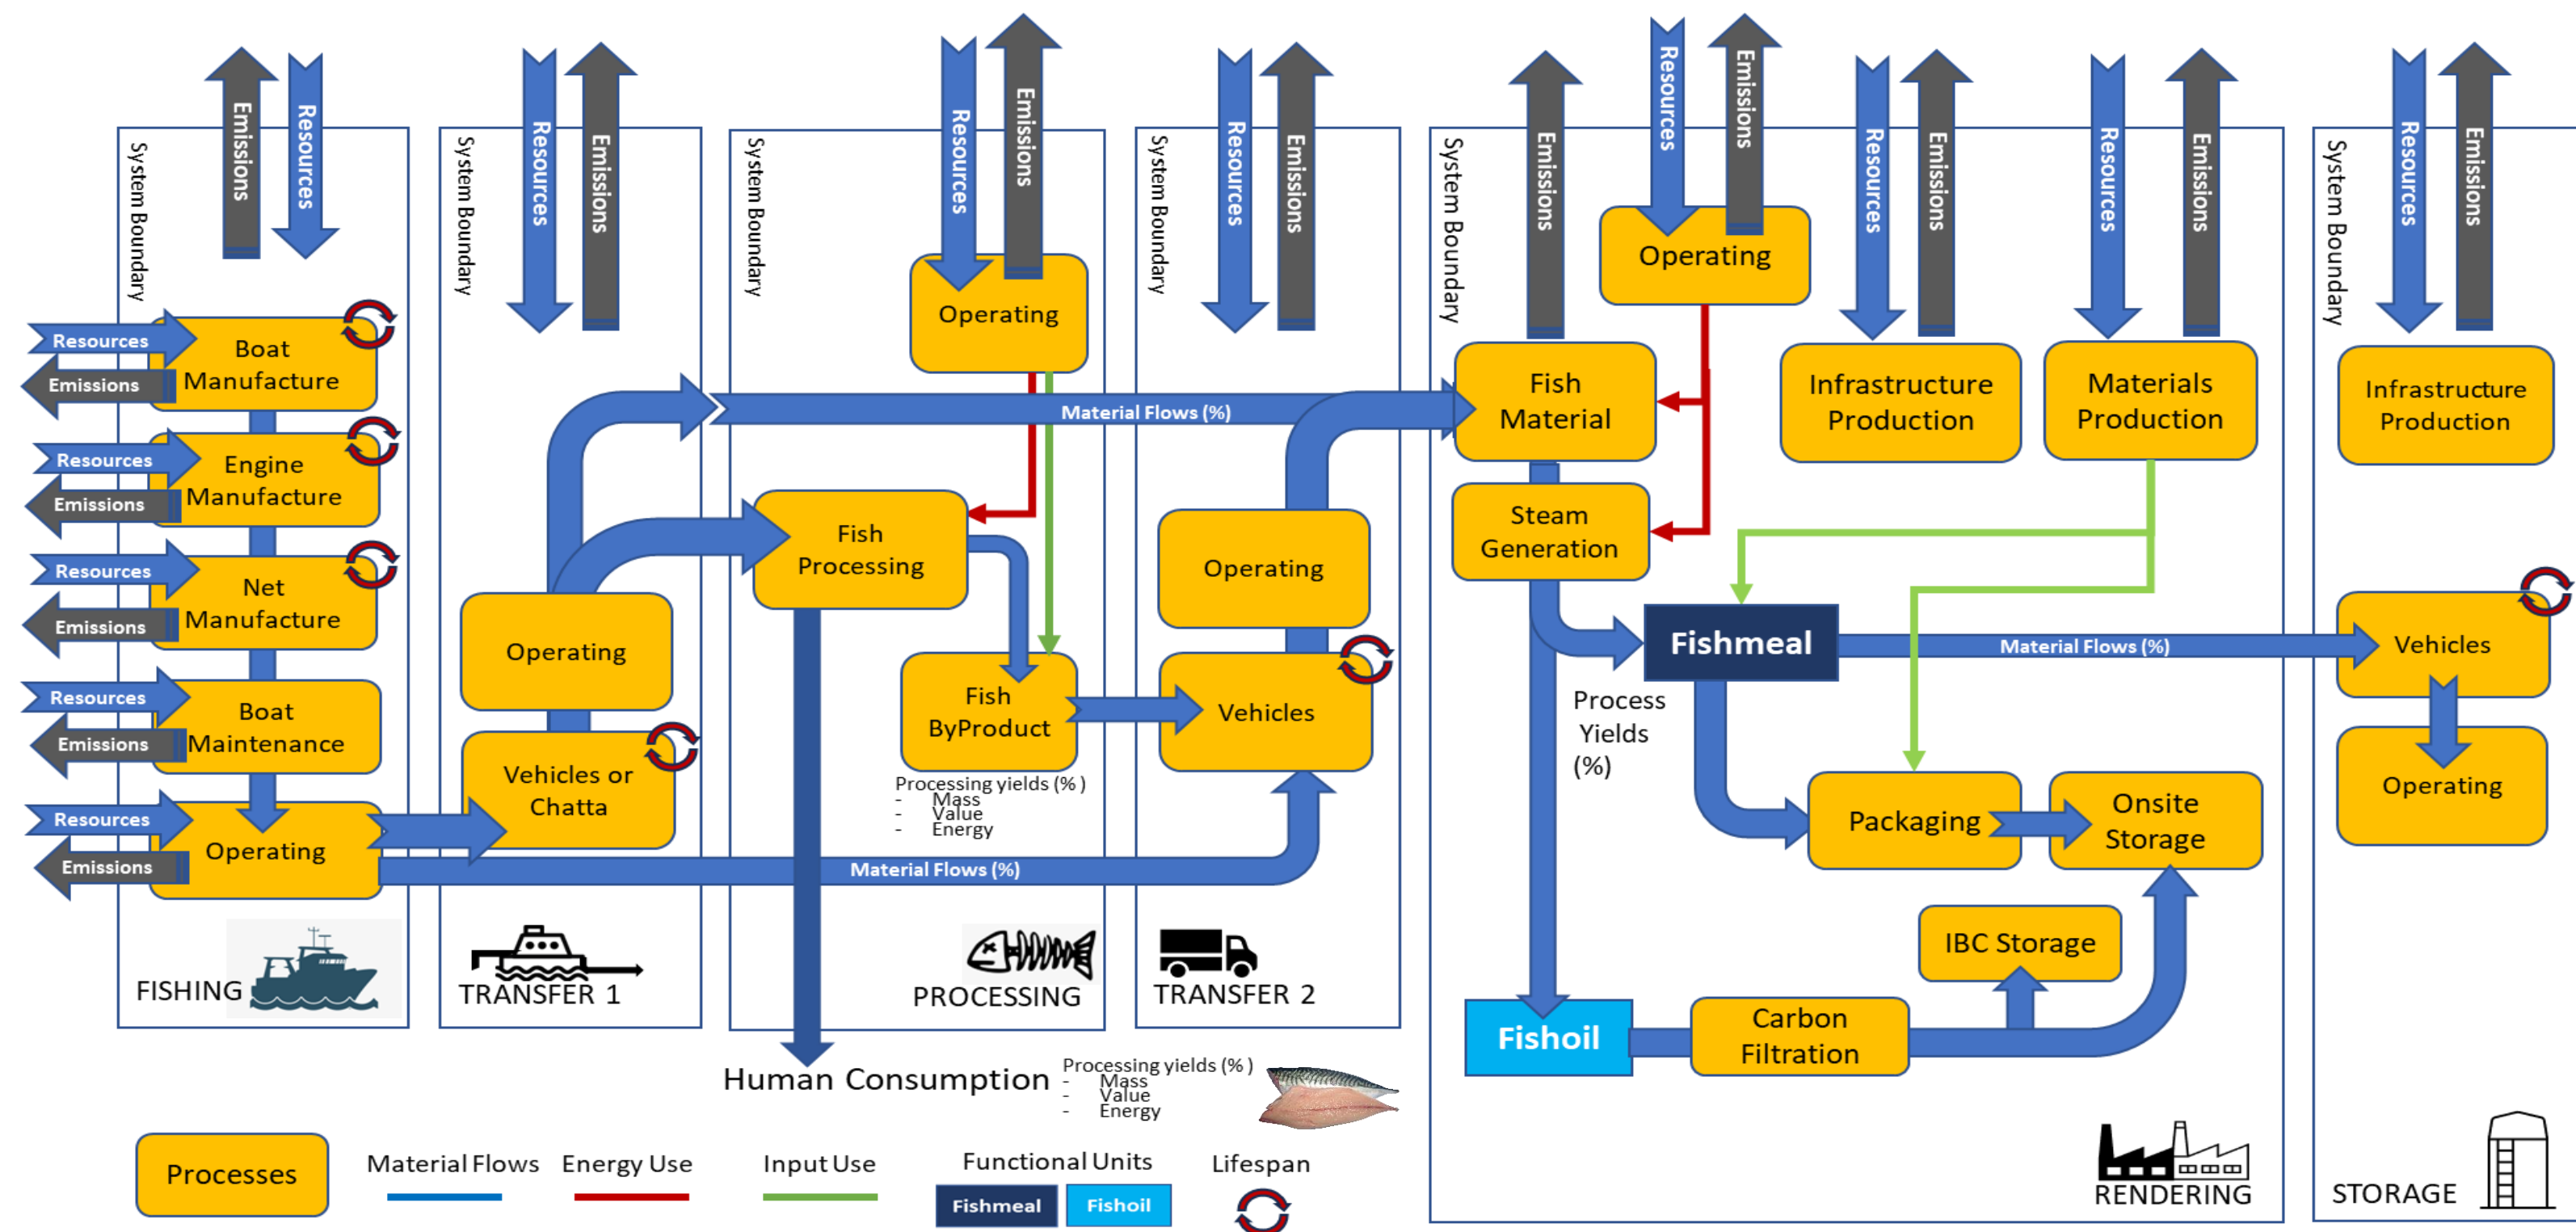 Emissions
Resources
System Boundary
Resources
Boat
Manufacture
Emissions
Resources
Engine
Manufacture
Emissions
Resources
Net
Manufacture
Emissions
Resources
Boat
Maintenance
Emissions
Resources
Operating
Emissions
FISHING
System Boundary
Resources
Emissions
Operating
Vehicles or
Chatta
TRANSFER 1
System Boundary
Resources
Emissions
Operating
Material Flows (%)
Fish
Processing
Fish
ByProduct
Processing yields (%)
- Mass
- Value
- Energy
Material Flows (%)
PROCESSING
Human Consumption
Processing yields (%)
- Mass
- Value
- Energy
System Boundary
Resources
Emissions
Operating
Vehicles
TRANSFER 2
System Boundary
Emissions
Resources
Emissions
Operating
Resources
Emissions
Resources
Emissions
Fish
Material
Infrastructure
Production
Materials
Production
Steam
Generation
Fishmeal
Material Flows (%)
Process
Yields
(%)
Packaging
Onsite
Storage
IBC Storage
Fishoil
Carbon
Filtration
RENDERING
System Boundary
Resources
Emissions
Infrastructure
Production
Vehicles
Operating
STORAGE
Processes
Material Flows
Energy Use
Input Use
Functional Units
Fishmeal
Fishoil
Lifespan